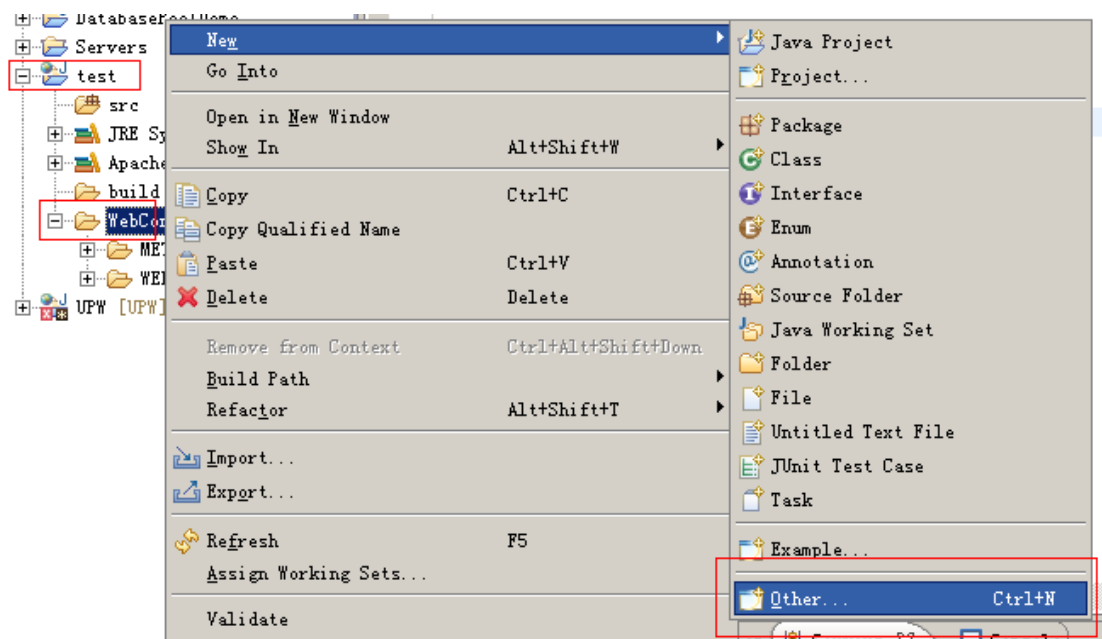 Servers
test
src
JRE Sy
Apache
build
WebCon
MET
WEB
UPW [UPW]
New
Go Into
Open in New Window
Show In Alt+Shift+W
Copy Ctrl+C
Copy Qualified Name
Paste Ctrl+V
Delete Delete
Remove from Context Ctrl+Alt+Shift+Down
Build Path
Refactor Alt+Shift+T
Import...
Export...
Refresh F5
Assign Working Sets...
Validate
Java Project
Project...
Package
Class
Interface
Enum
Annotation
Source Folder
Java Working Set
Folder
File
Untitled Text File
JUnit Test Case
Task
Example...
Other... Ctrl+N